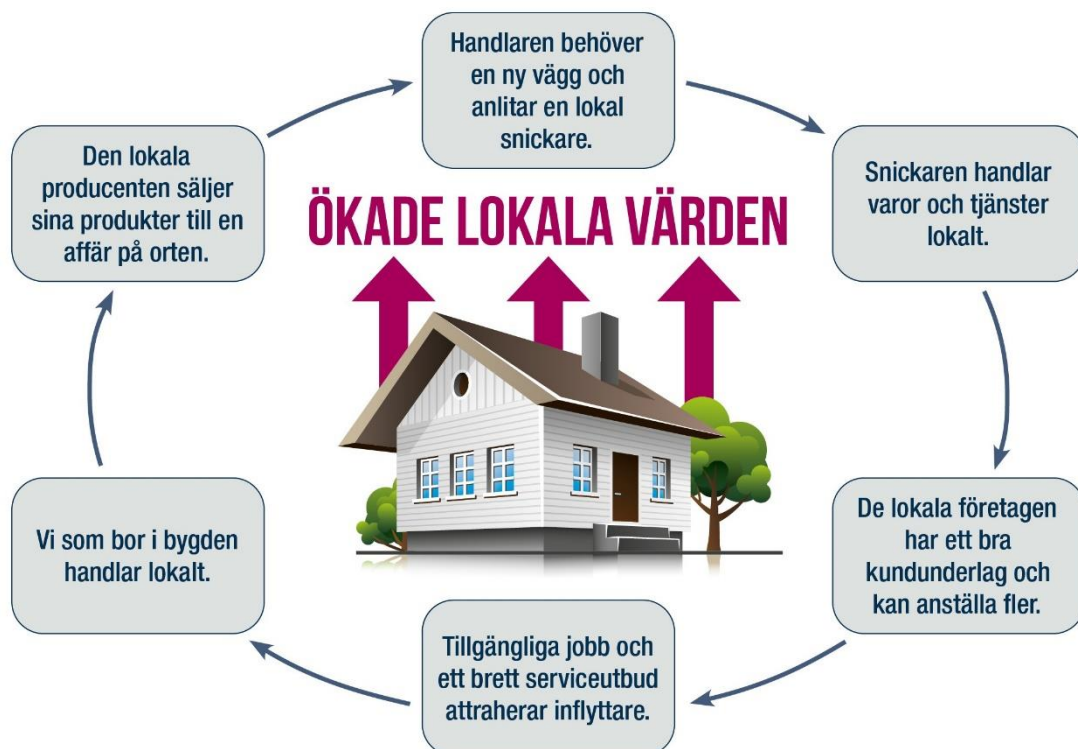 Handlaren behöver
en ny vägg och
anlitar en lokal
snickare.
Snickaren handlar
varor och tjänster
lokalt.
De lokala företagen
har ett bra
kundunderlag och
kan anställa fler.
Tillgängliga jobb och
ett brett serviceutbud
attraherar inflyttare.
Vi som bor i bygden
handlar lokalt.
Den lokala
producenten säljer
sina produkter till en
affär på orten.
ÖKADE LOKALA VÄRDEN